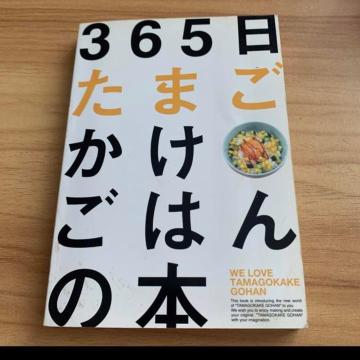 365日
たまご
かけ
ごはん
の本
WE LOVE
TAMAGOKAKE
GOHAN
This book is introducing the new world
of "TAMAGOKAKE GOHAN" to you.
We wish you to enjoy making and create
your original "TAMAGOKAKE GOHAN"
with your imagination.